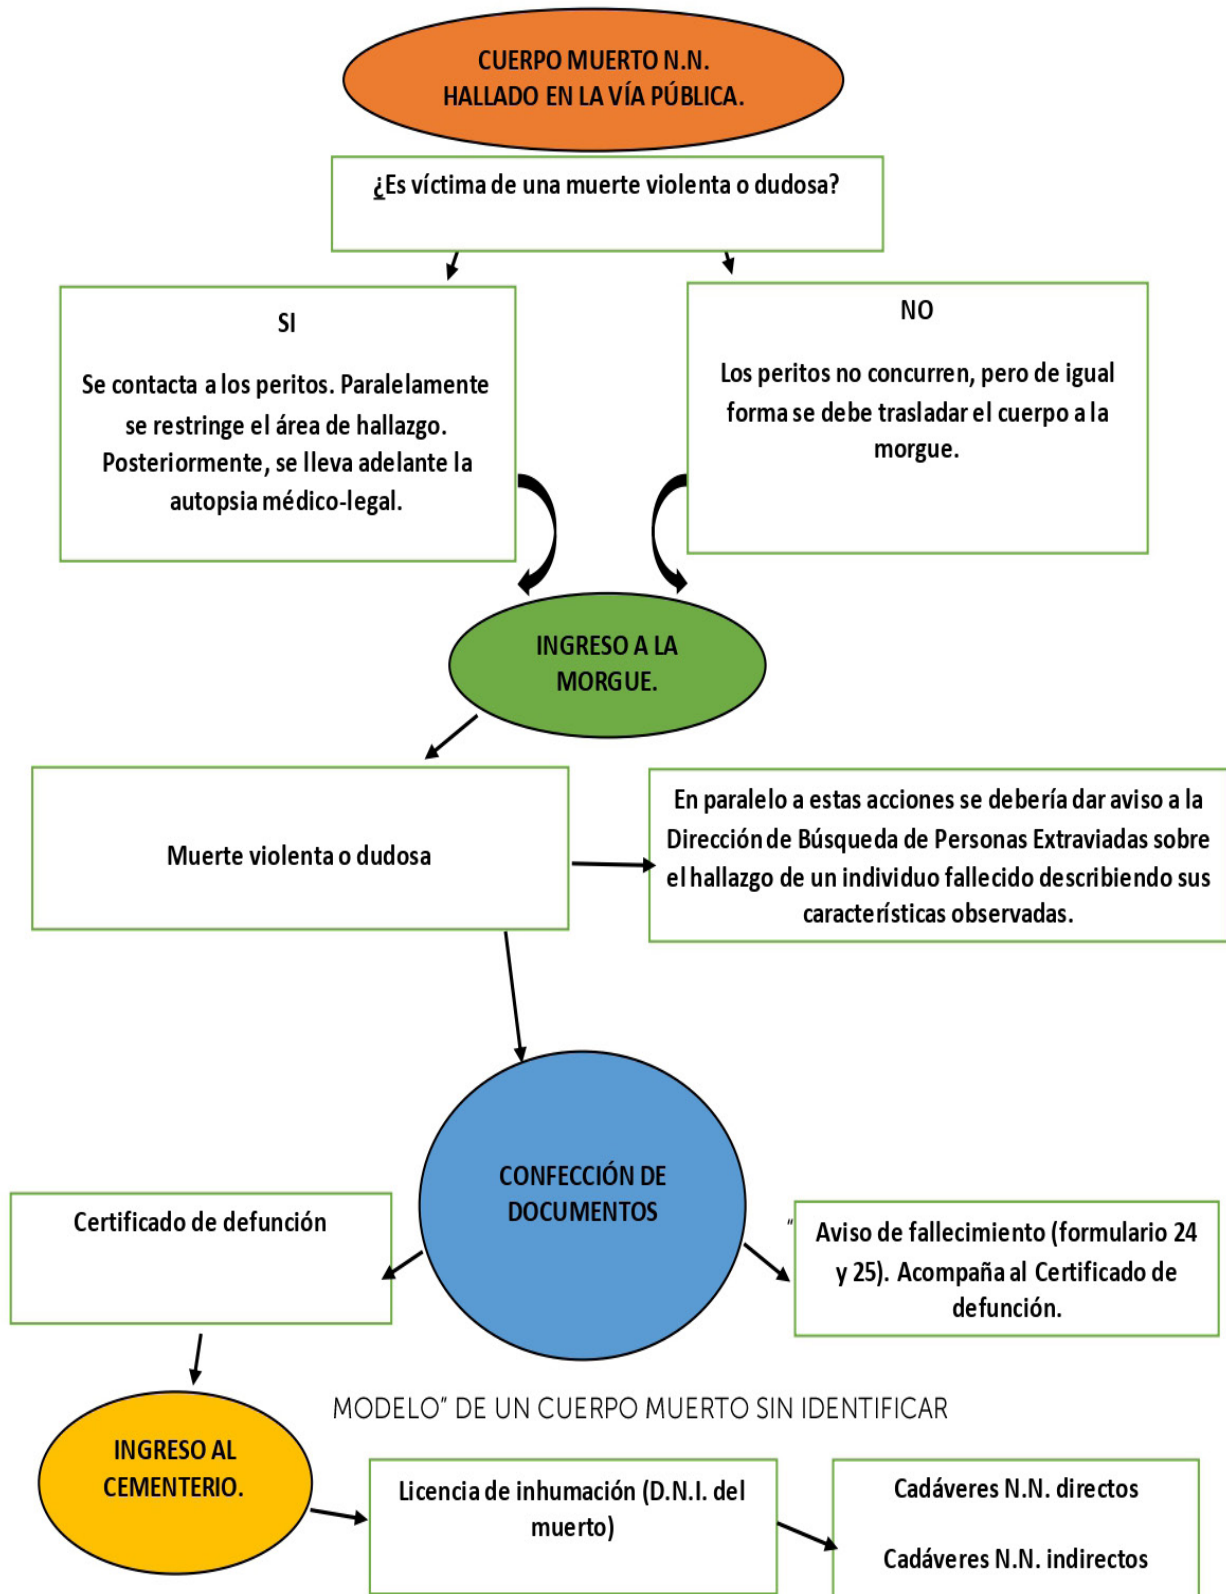 CUERPO MUERTO N.N.
HALLADO EN LA VÍA PÚBLICA.
¿Es víctima de una muerte violenta o dudosa?
SI
Se contacta a los peritos. Paralelamente
se restringe el área de hallazgo.
Posteriormente, se lleva adelante la
autopsia médico-legal.
NO
Los peritos no concurren, pero de igual
forma se debe trasladar el cuerpo a la
morgue.
INGRESO A LA
MORGUE.
Muerte violenta o dudosa
En paralelo a estas acciones se debería dar aviso a la
Dirección de Búsqueda de Personas Extraviadas sobre
el hallazgo de un individuo fallecido describiendo sus
características observadas.
CONFECCIÓN DE
DOCUMENTOS
Certificado de defunción
"
Aviso de fallecimiento (formulario 24
y 25). Acompaña al Certificado de
defunción.
MODELO" DE UN CUERPO MUERTO SIN IDENTIFICAR
INGRESO AL
CEMENTERIO.
Licencia de inhumación (D.N.I. del
muerto)
Cadáveres N.N. directos
Cadáveres N.N. indirectos